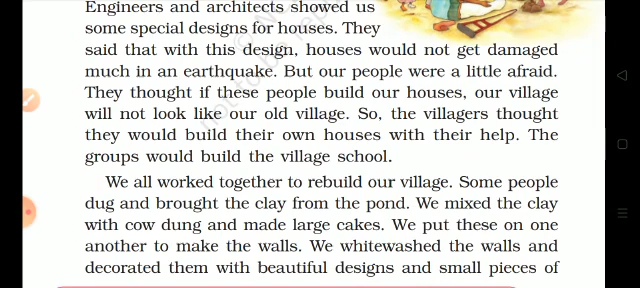 Engineers and architects showed us
some special designs for houses. They
said that with this design, houses would not get damaged
much in an earthquake. But our people were a little afraid.
They thought if these people build our houses, our village
will not look like our old village. So, the villagers thought
they would build their own houses with their help. The
groups would build the village school.
We all worked together to rebuild our village. Some people
dug and brought the clay from the pond. We mixed the clay
with cow dung and made large cakes. We put these on one
another to make the walls. We whitewashed the walls and
decorated them with beautiful designs and small pieces of